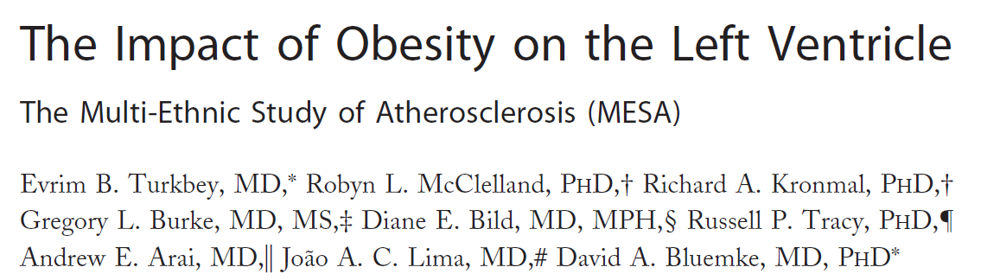 The Impact of Obesity on the Left Ventricle
The Multi-Ethnic Study of Atherosclerosis (MESA)
Evrim B. Turkbey, MD,* Robyn L. McClelland, PHD,† Richard A. Kronmal, PHD,†
Gregory L. Burke, MD, MS,‡ Diane E. Bild, MD, MPH,§ Russell P. Tracy, PHD,¶
Andrew E. Arai, MD,‖ João A. C. Lima, MD,# David A. Bluemke, MD, PHD*